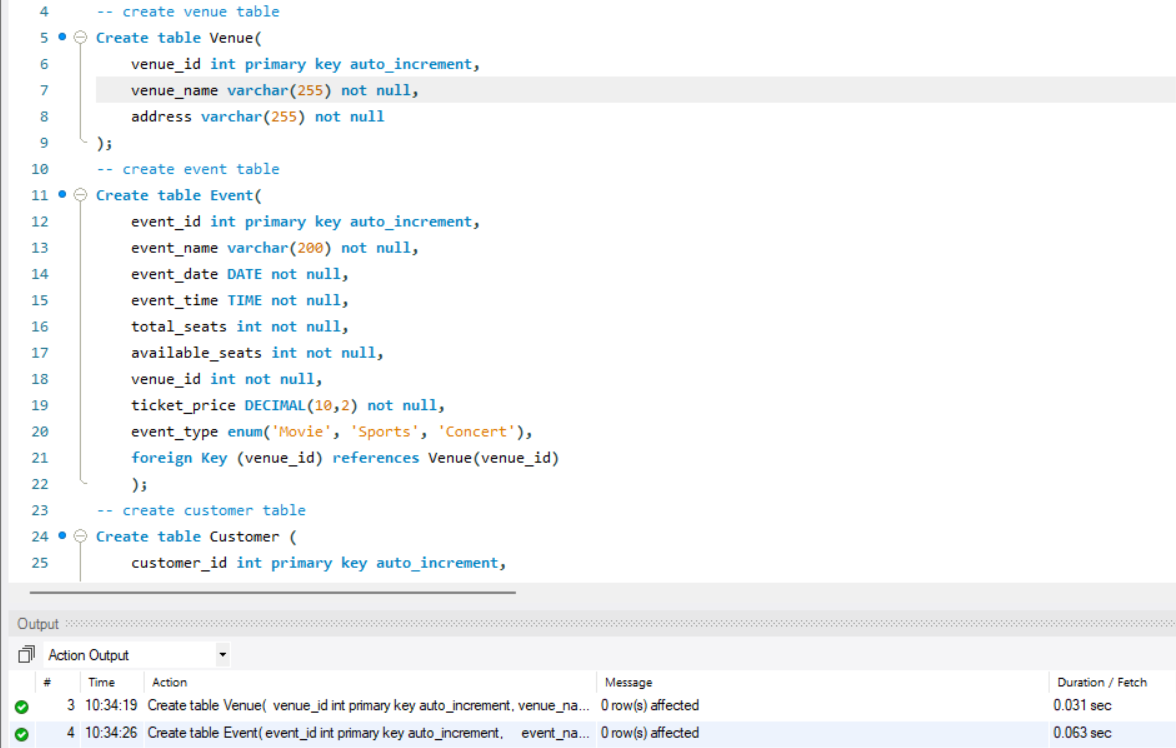 4 -- create venue table
5 Create table Venue(
6 venue_id int primary key auto_increment,
7 venue_name varchar(255) not null,
8 address varchar(255) not null
9 );
10 -- create event table
11 Create table Event(
12 event_id int primary key auto_increment,
13 event_name varchar(200) not null,
14 event_date DATE not null,
15 event_time TIME not null,
16 total_seats int not null,
17 available_seats int not null,
18 venue_id int not null,
19 ticket_price DECIMAL(10,2) not null,
20 event_type enum('Movie', 'Sports', 'Concert'),
21 foreign Key (venue_id) references Venue(venue_id)
22 );
23 -- create customer table
24 Create table Customer (
25 customer_id int primary key auto_increment,
Output
Action Output
# Time Action Message Duration / Fetch
3 10:34:19 Create table Venue( venue_id int primary key auto_increment, venue_na... 0 row(s) affected 0.031 sec
4 10:34:26 Create table Event( event_id int primary key auto_increment, event_na... 0 row(s) affected 0.063 sec